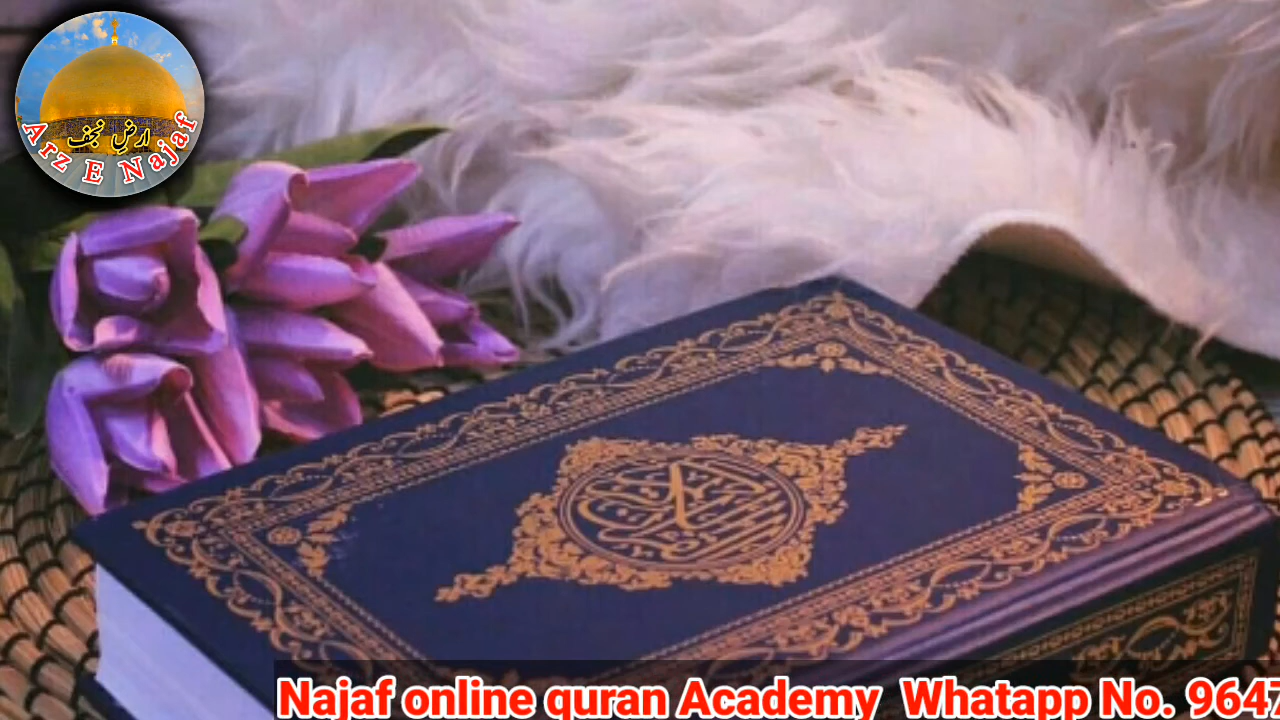 ارضِ نجف
Arz E Najaf
Najaf online quran Academy Whatapp No. 9647